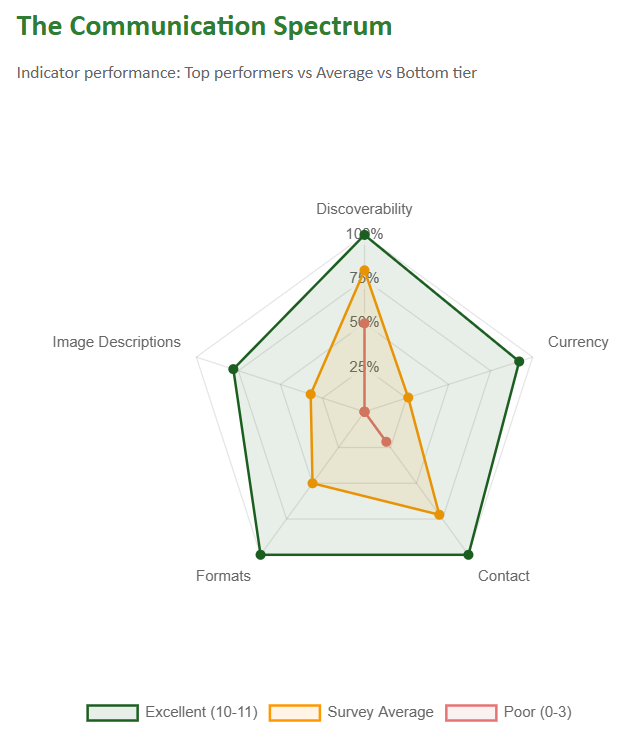 The Communication Spectrum
Indicator performance: Top performers vs Average vs Bottom tier
Discoverability
100%
75%
50%
25%
Image Descriptions
Currency
Formats
Contact
Excellent (10-11)
Survey Average
Poor (0-3)